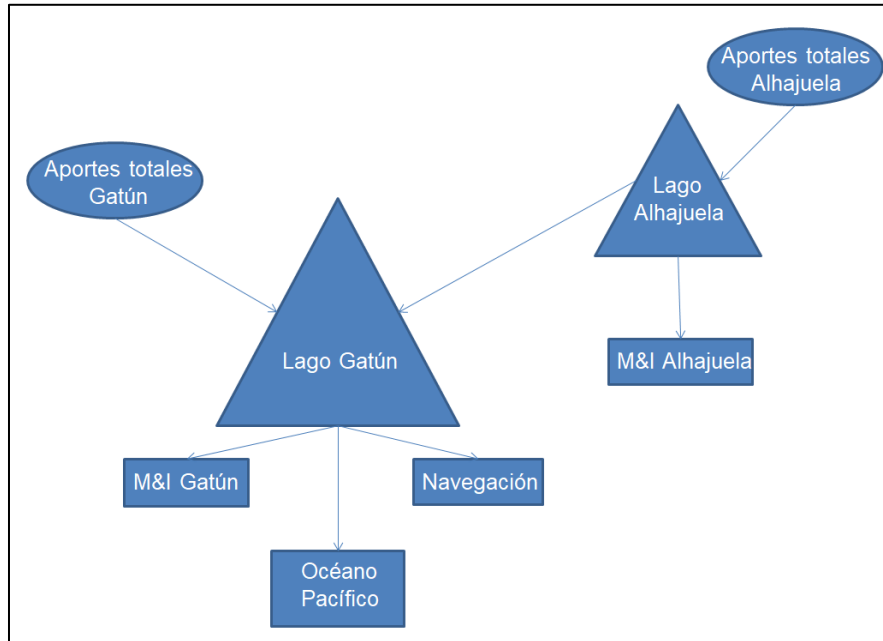 Aportes totales
Alhajuela
Aportes totales
Gatún
Lago
Alhajuela
Lago Gatún
M&I Alhajuela
M&I Gatún
Navegación
Océano
Pacífico